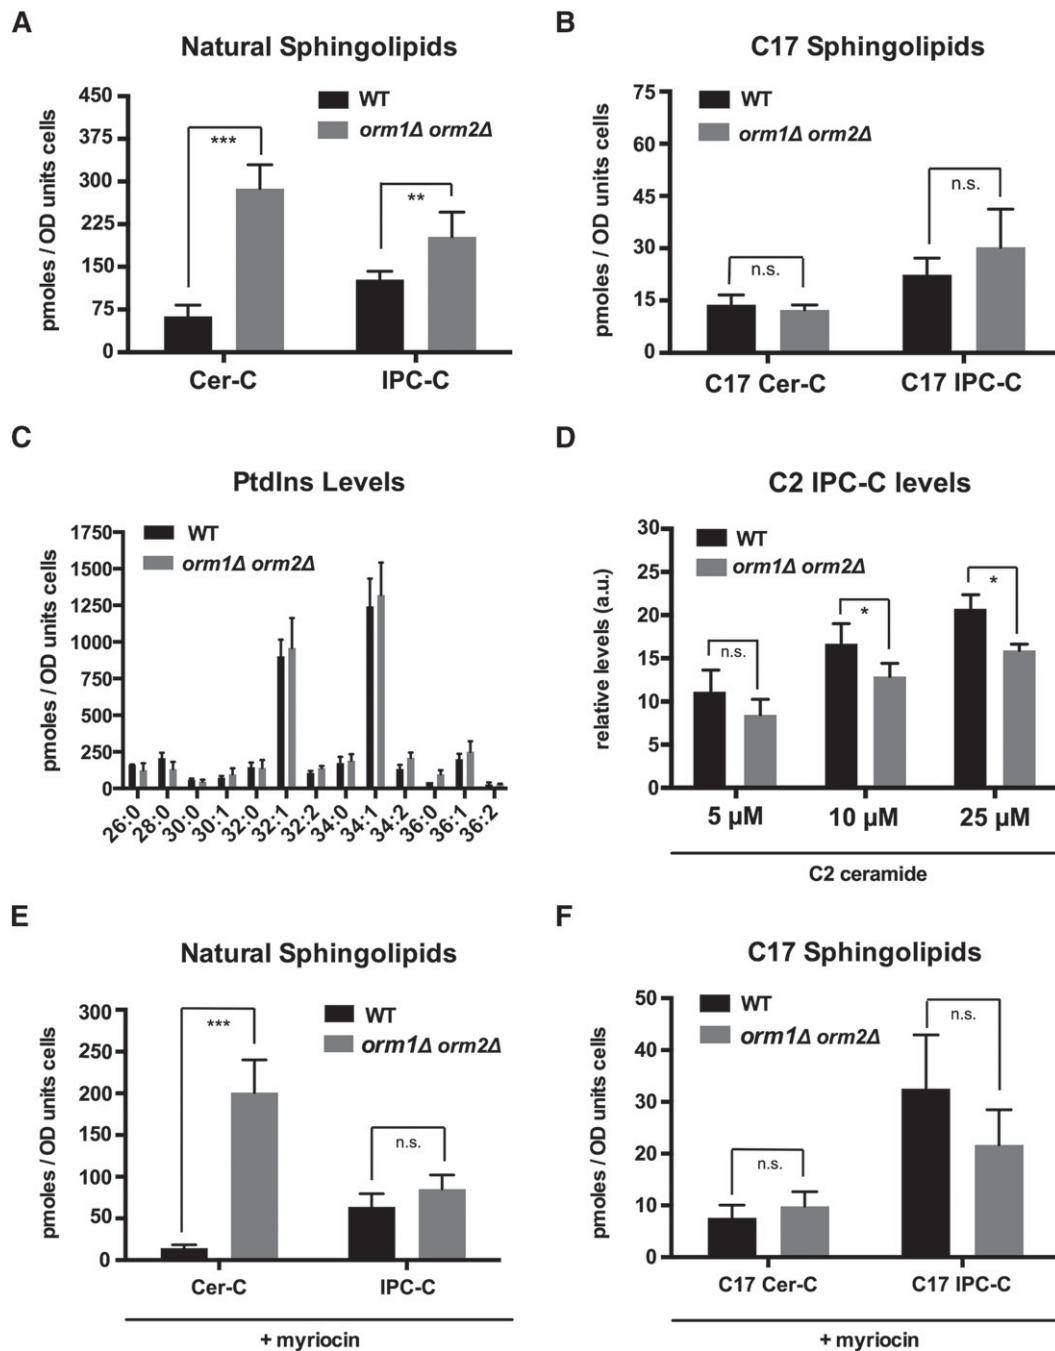 A
Natural Sphingolipids
WT
orm1Δ orm2Δ
pmoles / OD units cells
450
375
300
225
150
75
0
***
**
Cer-C IPC-C
B
C17 Sphingolipids
WT
orm1Δ orm2Δ
pmoles / OD units cells
75
60
45
30
15
0
n.s.
n.s.
C17 Cer-C C17 IPC-C
C
PtdIns Levels
WT
orm1Δ orm2Δ
pmoles / OD units cells
1750
1500
1250
1000
750
500
250
0
26:0 28:0 30:0 30:1 32:0 32:1 32:2 34:0 34:1 34:2 36:0 36:1 36:2
D
C2 IPC-C levels
WT
orm1Δ orm2Δ
relative levels (a.u.)
30
25
20
15
10
5
0
n.s.
*
*
5 µM 10 µM 25 µM
C2 ceramide
E
Natural Sphingolipids
WT
orm1Δ orm2Δ
pmoles / OD units cells
300
250
200
150
100
50
0
***
n.s.
Cer-C IPC-C
+ myriocin
F
C17 Sphingolipids
WT
orm1Δ orm2Δ
pmoles / OD units cells
50
40
30
20
10
0
n.s.
n.s.
C17 Cer-C C17 IPC-C
+ myriocin